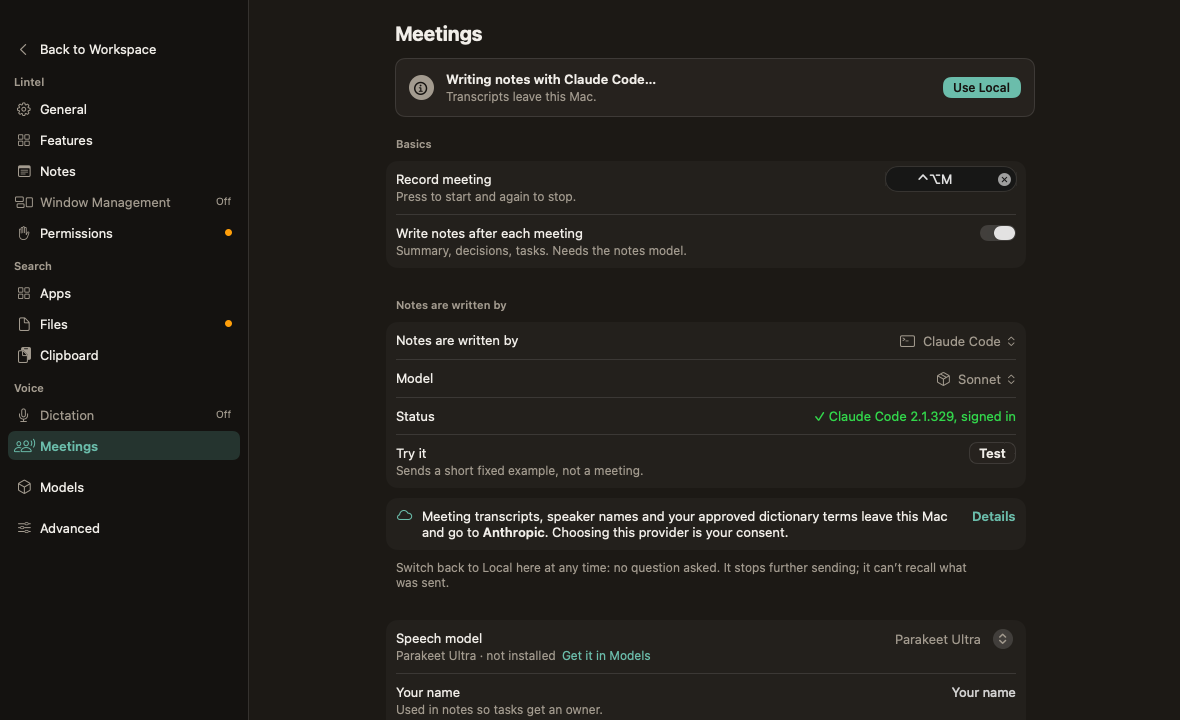 Back to Workspace
Lintel
General
Features
Notes
Window Management Off
Permissions
Search
Apps
Files
Clipboard
Voice
Dictation Off
Meetings
Models
Advanced
Meetings
Writing notes with Claude Code...
Transcripts leave this Mac.
Use Local
Basics
Record meeting
Press to start and again to stop.
^⌥M
Write notes after each meeting
Summary, decisions, tasks. Needs the notes model.
Notes are written by
Notes are written by
Claude Code
Model
Sonnet
Status
✓ Claude Code 2.1.329, signed in
Try it
Sends a short fixed example, not a meeting.
Test
Meeting transcripts, speaker names and your approved dictionary terms leave this Mac
and go to Anthropic. Choosing this provider is your consent.
Details
Switch back to Local here at any time: no question asked. It stops further sending; it can’t recall what
was sent.
Speech model
Parakeet Ultra · not installed Get it in Models
Parakeet Ultra
Your name
Used in notes so tasks get an owner.
Your name